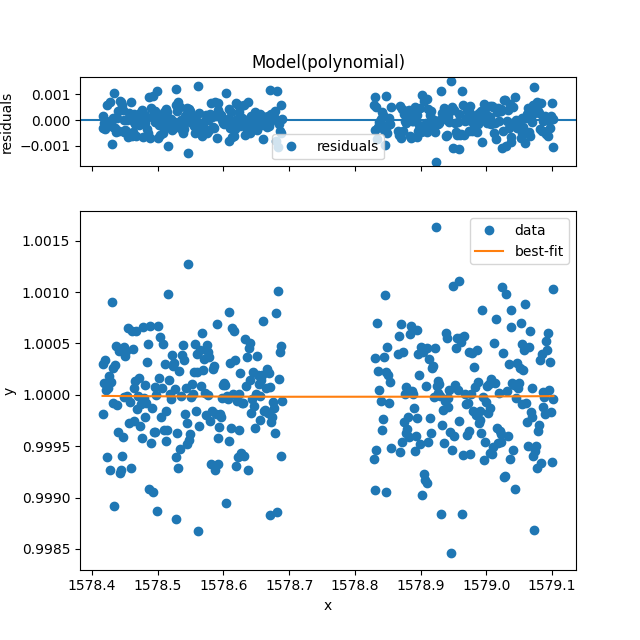 Model(polynomial)
0.001
0.000
−0.001
residuals
residuals
1.0015
1.0010
1.0005
1.0000
0.9995
0.9990
0.9985
y
data
best-fit
1578.4 1578.5 1578.6 1578.7 1578.8 1578.9 1579.0 1579.1
x